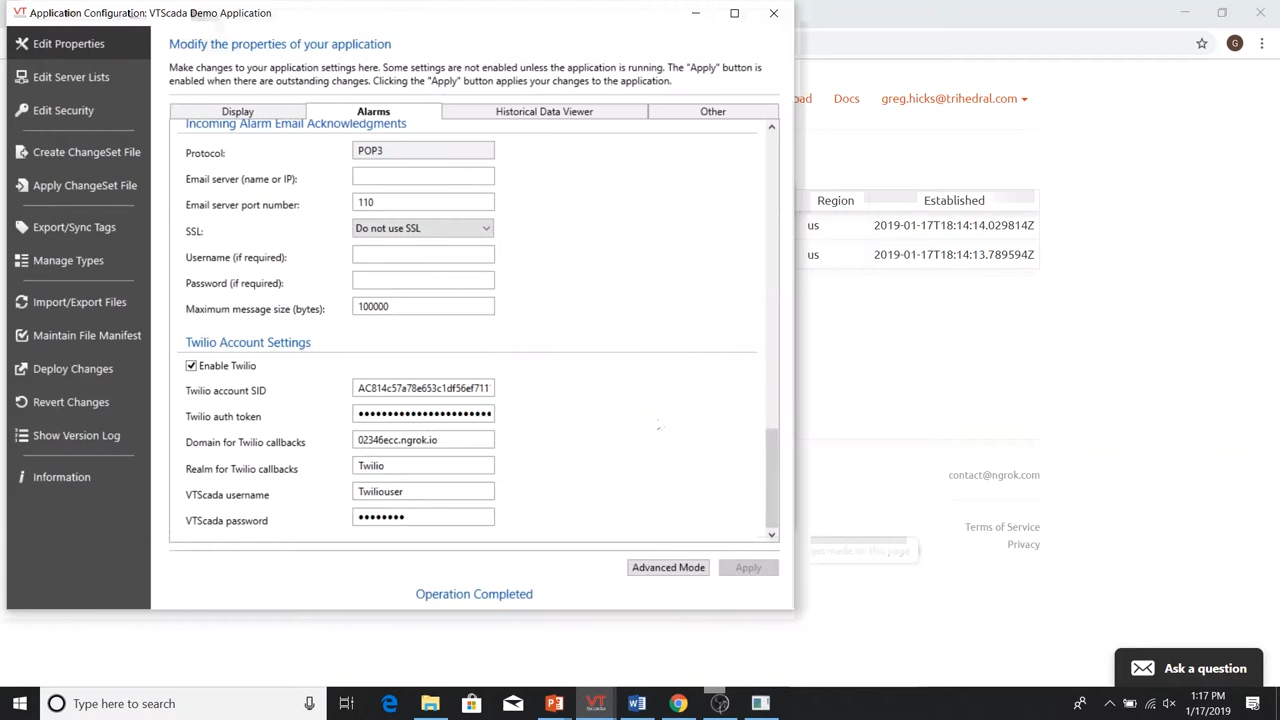 VT Application Configuration: VTScada Demo Application
Edit Properties
Edit Server Lists
Edit Security
Create ChangeSet File
Apply ChangeSet File
Export/Sync Tags
Manage Types
Import/Export Files
Maintain File Manifest
Deploy Changes
Revert Changes
Show Version Log
Information
Modify the properties of your application
Make changes to your application settings here. Some settings are not enabled unless the application is running. The "Apply" button is
enabled when there are outstanding changes. Clicking the "Apply" button applies your changes to the application.
Display Alarms Historical Data Viewer Other
Incoming Alarm Email Acknowledgments
Protocol: POP3
Email server (name or IP):
Email server port number: 110
SSL: Do not use SSL
Username (if required):
Password (if required):
Maximum message size (bytes): 100000
Twilio Account Settings
Enable Twilio
Twilio account SID AC814c57a78e653c1df56ef711
Twilio auth token ••••••••••••••••••••••••
Domain for Twilio callbacks 02346ecc.ngrok.io
Realm for Twilio callbacks Twilio
VTScada username Twiliouser
VTScada password ••••••••
Advanced Mode Apply
Operation Completed
G
oad Docs greg.hicks@trihedral.com
Region Established
us 2019-01-17T18:14:14.029814Z
us 2019-01-17T18:14:13.789594Z
contact@ngrok.com
Terms of Service
Privacy
es made on this page
Ask a question
Type here to search
1:17 PM
1/17/2019